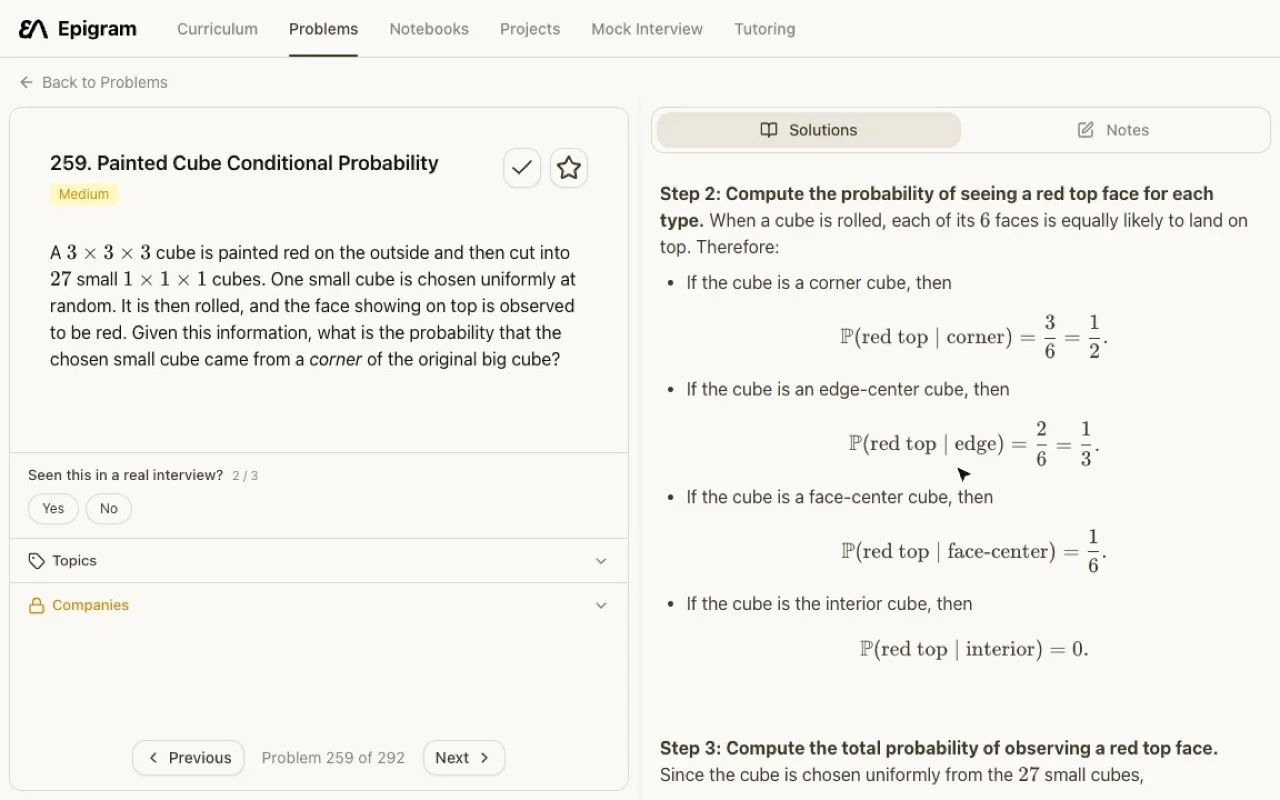 Epigram
Curriculum
Problems
Notebooks
Projects
Mock Interview
Tutoring
← Back to Problems
259. Painted Cube Conditional Probability
Medium
A 3 × 3 × 3 cube is painted red on the outside and then cut into
27 small 1 × 1 × 1 cubes. One small cube is chosen uniformly at
random. It is then rolled, and the face showing on top is observed
to be red. Given this information, what is the probability that the
chosen small cube came from a corner of the original big cube?
Seen this in a real interview? 2 / 3
Yes
No
Topics
Companies
Previous
Problem 259 of 292
Next
Solutions
Notes
Step 2: Compute the probability of seeing a red top face for each
type. When a cube is rolled, each of its 6 faces is equally likely to land on
top. Therefore:
• If the cube is a corner cube, then
ℙ(red top | corner) = 3/6 = 1/2.
• If the cube is an edge-center cube, then
ℙ(red top | edge) = 2/6 = 1/3.
• If the cube is a face-center cube, then
ℙ(red top | face-center) = 1/6.
• If the cube is the interior cube, then
ℙ(red top | interior) = 0.
Step 3: Compute the total probability of observing a red top face.
Since the cube is chosen uniformly from the 27 small cubes,